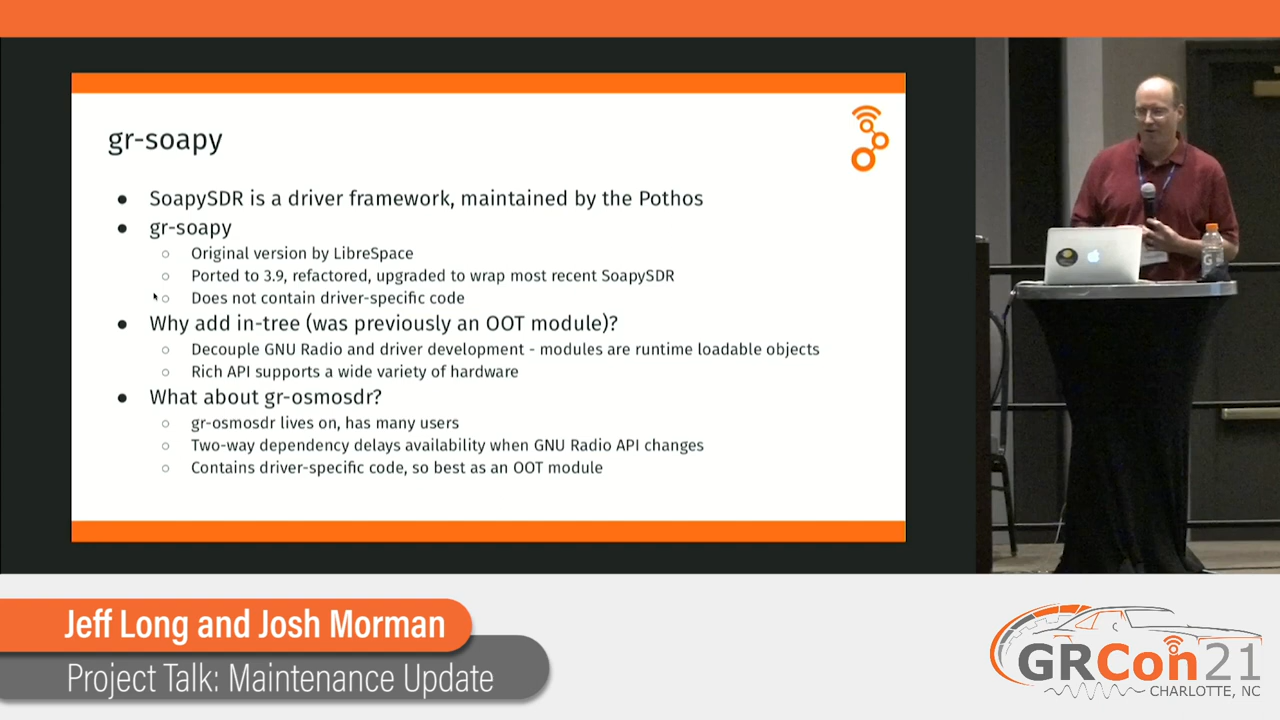 gr-soapy
● SoapySDR is a driver framework, maintained by the Pothos
● gr-soapy
○ Original version by LibreSpace
○ Ported to 3.9, refactored, upgraded to wrap most recent SoapySDR
○ Does not contain driver-specific code
● Why add in-tree (was previously an OOT module)?
○ Decouple GNU Radio and driver development - modules are runtime loadable objects
○ Rich API supports a wide variety of hardware
● What about gr-osmosdr?
○ gr-osmosdr lives on, has many users
○ Two-way dependency delays availability when GNU Radio API changes
○ Contains driver-specific code, so best as an OOT module
G
Jeff Long and Josh Morman
Project Talk: Maintenance Update
GRCon21
CHARLOTTE, NC